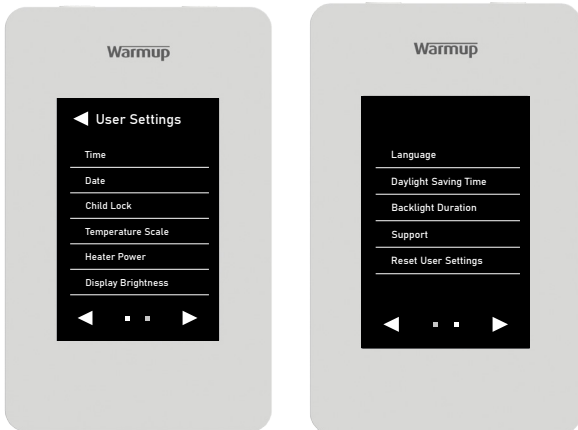 Warmup
User Settings
Time
Date
Child Lock
Temperature Scale
Heater Power
Display Brightness
Warmup
Language
Daylight Saving Time
Backlight Duration
Support
Reset User Settings